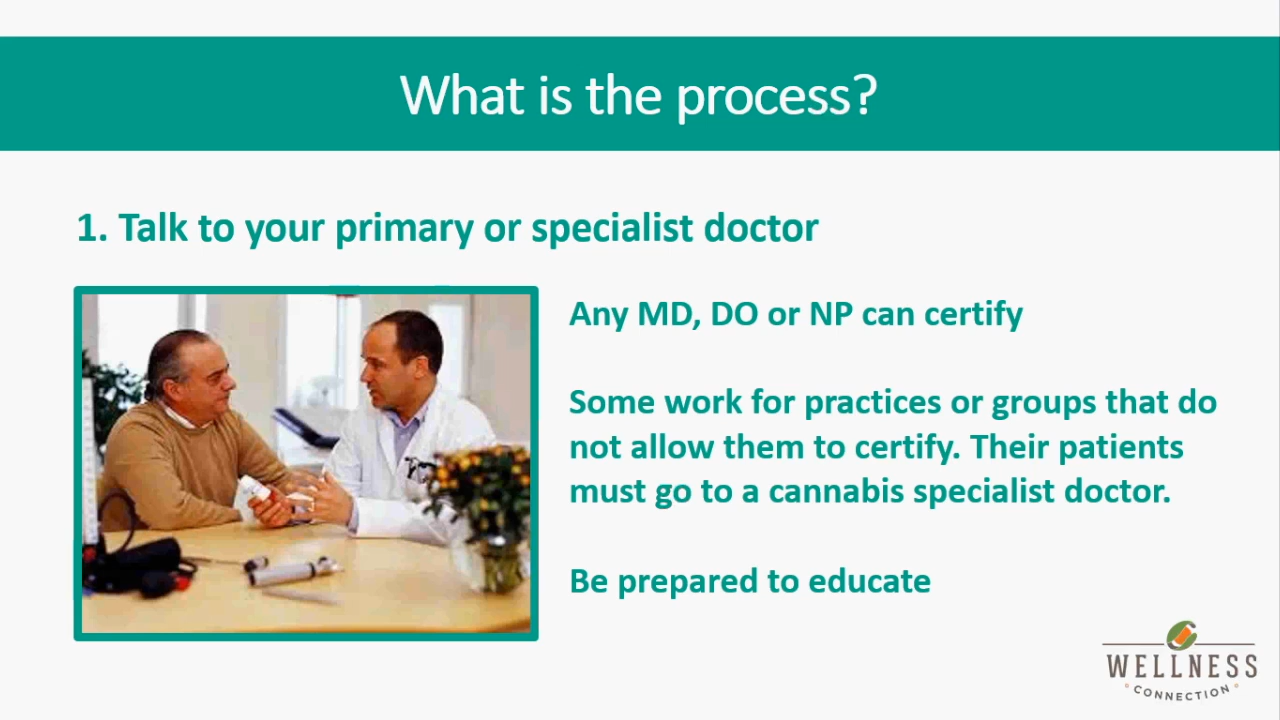 What is the process?
1. Talk to your primary or specialist doctor
Any MD, DO or NP can certify
Some work for practices or groups that do
not allow them to certify. Their patients
must go to a cannabis specialist doctor.
Be prepared to educate
WELLNESS
CONNECTION